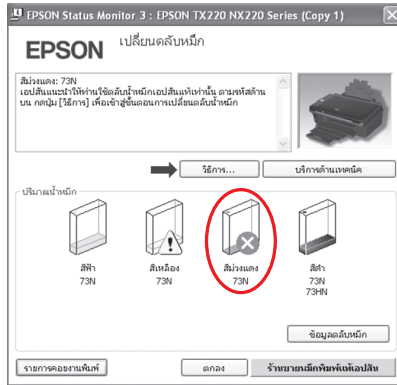 EPSON Status Monitor 3 : EPSON TX220 NX220 Series (Copy 1)
EPSON
เปลี่ยนตลับหมึก
สีม่วงแดง: 73N
เอปสันแนะนำให้ท่านใช้ตลับน้ำหมึกเอปสันแท้เท่านั้น ตามรหัสด้าน
บน กดปุ่ม [วิธีการ] เพื่อเข้าสู่ขั้นตอนการเปลี่ยนตลับน้ำหมึก
วิธีการ...
บริการด้านเทคนิค
ปริมาณน้ำหมึก
สีฟ้า
สีเหลือง
สีม่วงแดง
สีดำ
73N
73N
73N
73N
73HN
ข้อมูลตลับหมึก
รายการคอยงานพิมพ์
ตกลง
ร้านขายหมึกพิมพ์แท้เอปสัน